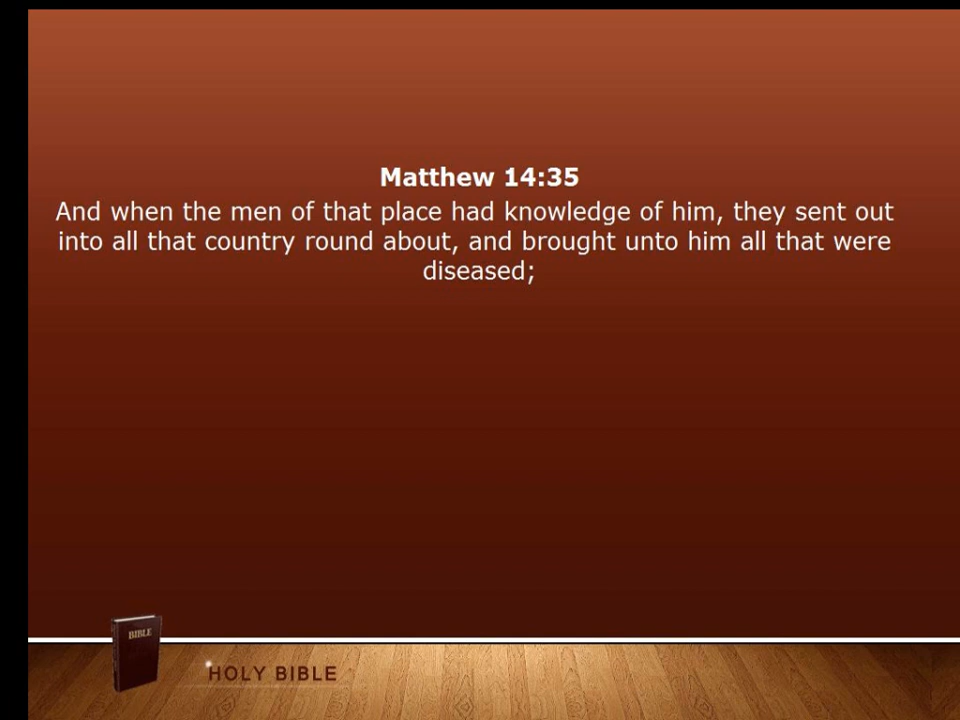 Matthew 14:35
And when the men of that place had knowledge of him, they sent out
into all that country round about, and brought unto him all that were
diseased;
BIBLE
HOLY BIBLE